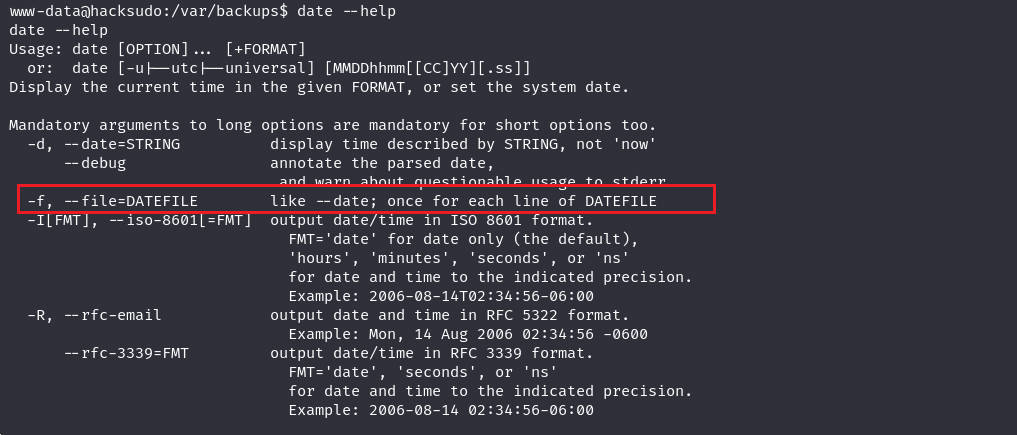 www-data@hacksudo:/var/backups$ date --help
date --help
Usage: date [OPTION]... [+FORMAT]
  or:  date [-u|--utc|--universal] [MMDDhhmm[[CC]YY][.ss]]
Display the current time in the given FORMAT, or set the system date.

Mandatory arguments to long options are mandatory for short options too.
  -d, --date=STRING          display time described by STRING, not 'now'
      --debug                annotate the parsed date,
                              and warn about questionable usage to stderr
  -f, --file=DATEFILE        like --date; once for each line of DATEFILE
  -I[FMT], --iso-8601[=FMT]  output date/time in ISO 8601 format.
                               FMT='date' for date only (the default),
                               'hours', 'minutes', 'seconds', or 'ns'
                               for date and time to the indicated precision.
                               Example: 2006-08-14T02:34:56-06:00
  -R, --rfc-email            output date and time in RFC 5322 format.
                               Example: Mon, 14 Aug 2006 02:34:56 -0600
      --rfc-3339=FMT         output date/time in RFC 3339 format.
                               FMT='date', 'seconds', or 'ns'
                               for date and time to the indicated precision.
                               Example: 2006-08-14 02:34:56-06:00